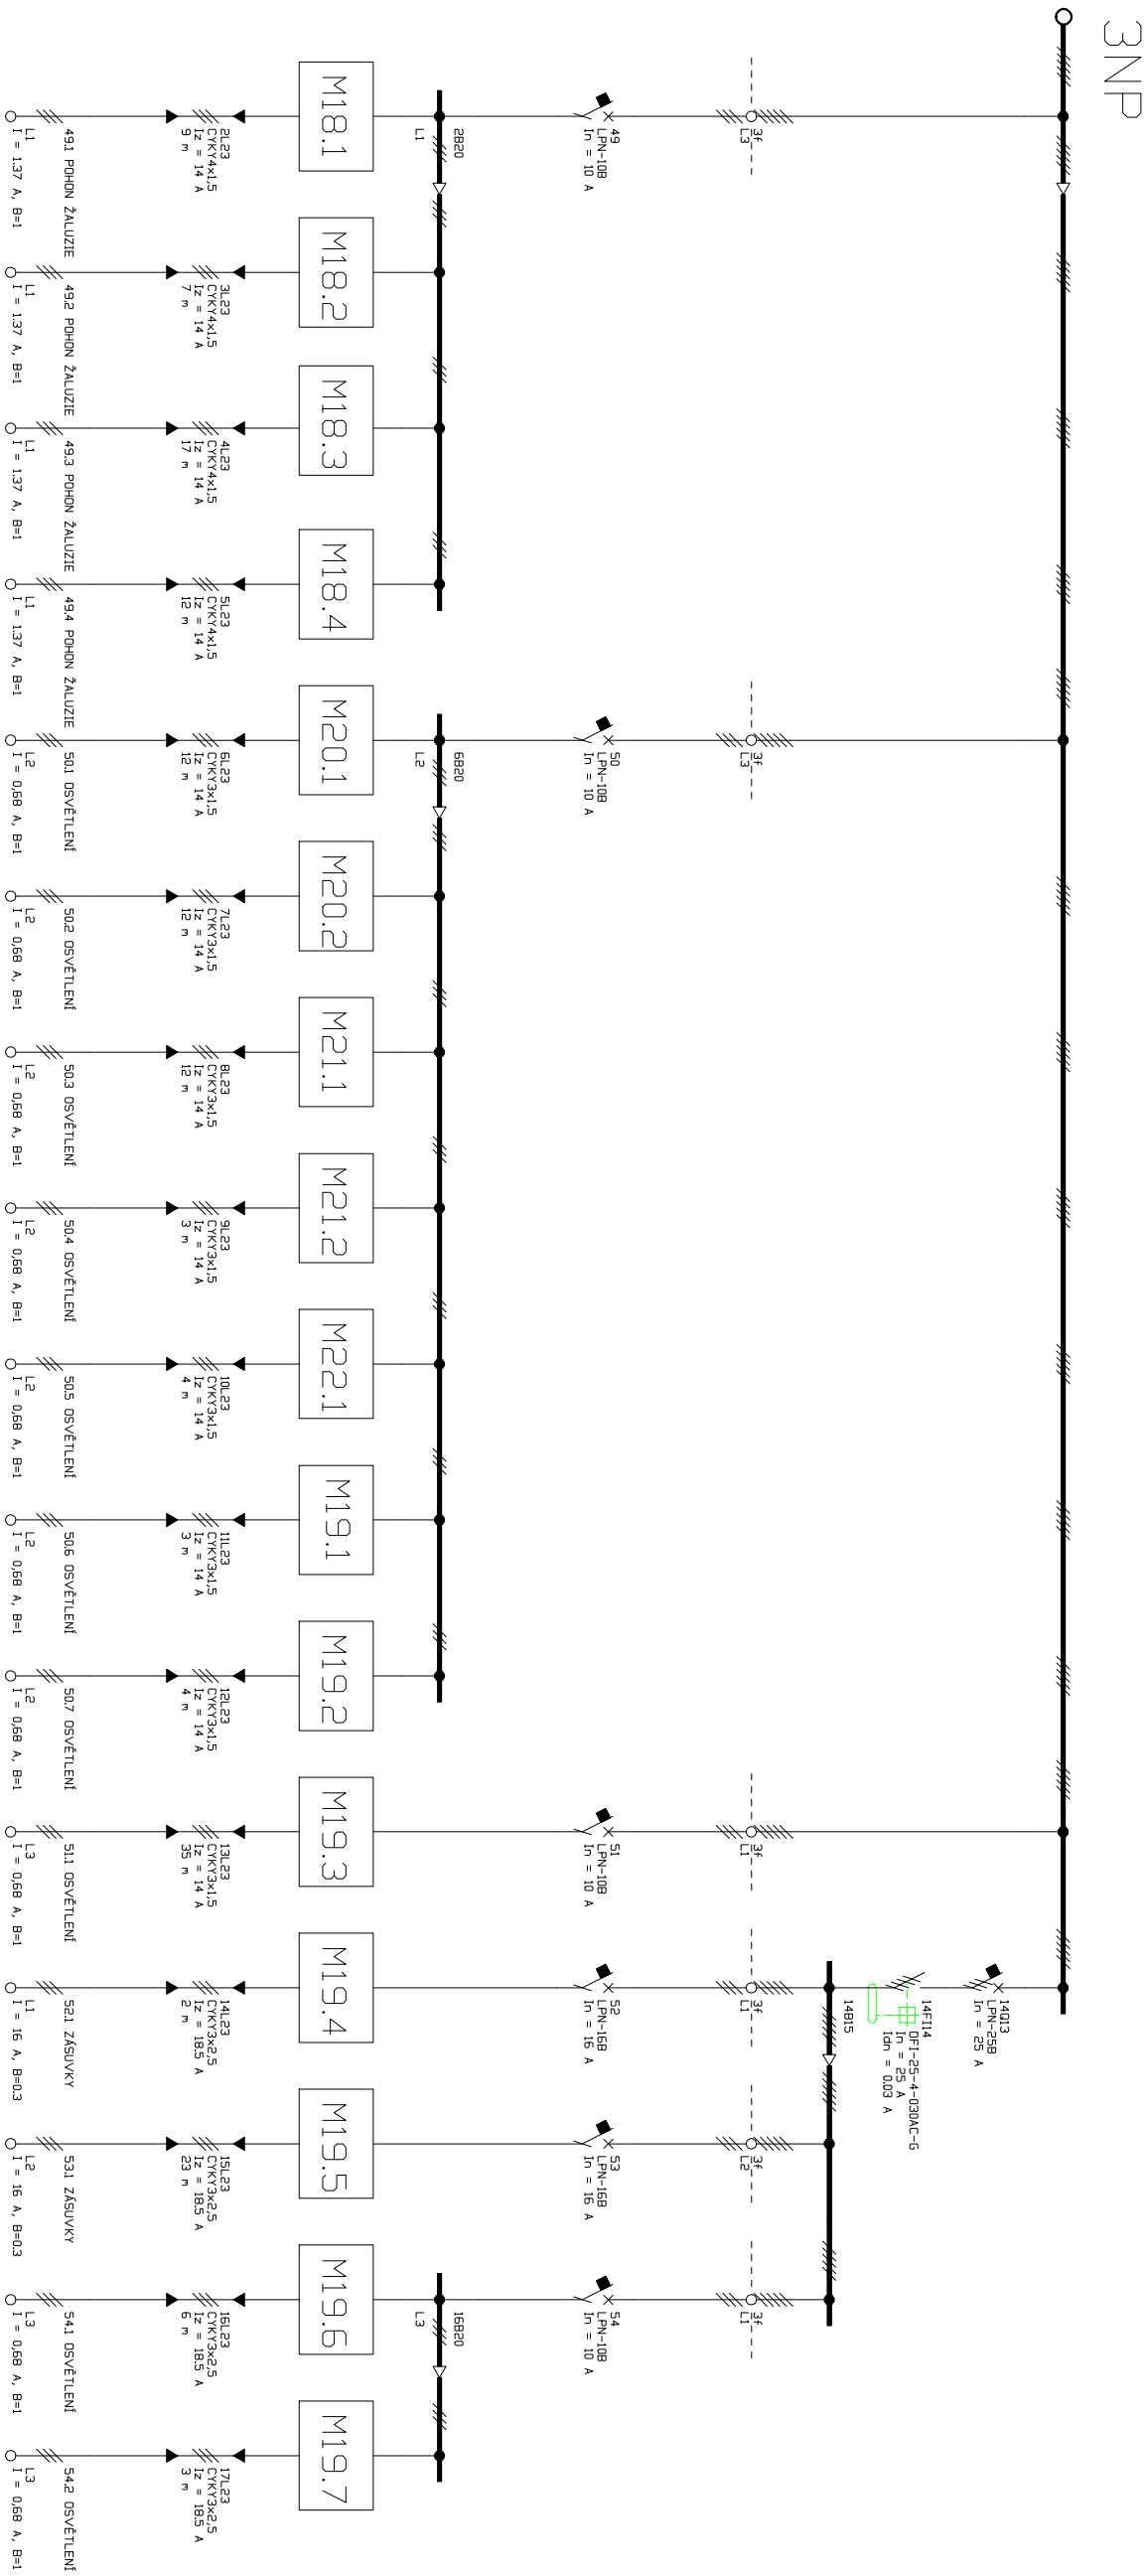 3NP
3f
L3
3f
L3
3f
L1
14Q13
LPN-25B
In = 25 A
14FI14
OFI-25-4-030AC-G
In = 25 A
Idn = 0.03 A
14B15
3f
L1
3f
L2
3f
L1
49
LPN-10B
In = 10 A
50
LPN-10B
In = 10 A
51
LPN-10B
In = 10 A
52
LPN-16B
In = 16 A
53
LPN-16B
In = 16 A
54
LPN-10B
In = 10 A
2B20
L1
6B20
L2
16B20
L3
M18.1
M18.2
M18.3
M18.4
M20.1
M20.2
M21.1
M21.2
M22.1
M19.1
M19.2
M19.3
M19.4
M19.5
M19.6
M19.7
2L23
CYKY4x1,5
Iz = 14 A
9 m
3L23
CYKY4x1,5
Iz = 14 A
7 m
4L23
CYKY4x1,5
Iz = 14 A
17 m
5L23
CYKY4x1,5
Iz = 14 A
12 m
6L23
CYKY3x1,5
Iz = 14 A
12 m
7L23
CYKY3x1,5
Iz = 14 A
12 m
8L23
CYKY3x1,5
Iz = 14 A
12 m
9L23
CYKY3x1,5
Iz = 14 A
3 m
10L23
CYKY3x1,5
Iz = 14 A
4 m
11L23
CYKY3x1,5
Iz = 14 A
3 m
12L23
CYKY3x1,5
Iz = 14 A
4 m
13L23
CYKY3x1,5
Iz = 14 A
35 m
14L23
CYKY3x2,5
Iz = 18.5 A
2 m
15L23
CYKY3x2,5
Iz = 18.5 A
23 m
16L23
CYKY3x2,5
Iz = 18.5 A
6 m
17L23
CYKY3x2,5
Iz = 18.5 A
3 m
49.1 POHON ŽALUZIE
L1
I = 1.37 A, B=1
49.2 POHON ŽALUZIE
L1
I = 1.37 A, B=1
49.3 POHON ŽALUZIE
L1
I = 1.37 A, B=1
49.4 POHON ŽALUZIE
L1
I = 1.37 A, B=1
50.1 OSVĚTLENÍ
L2
I = 0,68 A, B=1
50.2 OSVĚTLENÍ
L2
I = 0,68 A, B=1
50.3 OSVĚTLENÍ
L2
I = 0,68 A, B=1
50.4 OSVĚTLENÍ
L2
I = 0,68 A, B=1
50.5 OSVĚTLENÍ
L2
I = 0,68 A, B=1
50.6 OSVĚTLENÍ
L2
I = 0,68 A, B=1
50.7 OSVĚTLENÍ
L2
I = 0,68 A, B=1
51.1 OSVĚTLENÍ
L3
I = 0,68 A, B=1
52.1 ZÁSUVKY
L1
I = 16 A, B=0.3
53.1 ZÁSUVKY
L2
I = 16 A, B=0.3
54.1 OSVĚTLENÍ
L3
I = 0,68 A, B=1
54.2 OSVĚTLENÍ
L3
I = 0,68 A, B=1